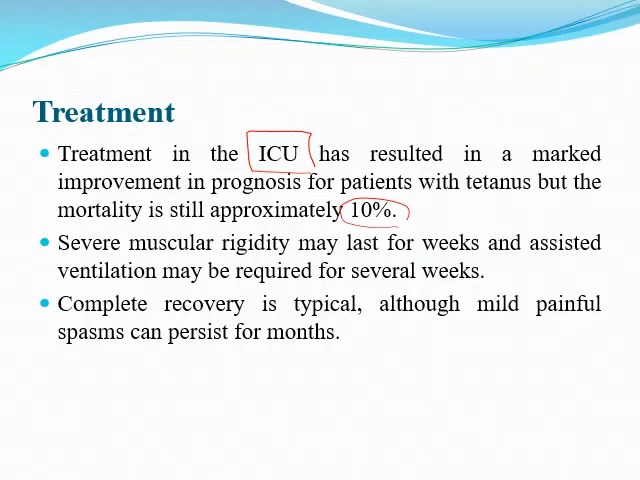 Treatment
Treatment in the ICU has resulted in a marked
improvement in prognosis for patients with tetanus but the
mortality is still approximately 10%.
Severe muscular rigidity may last for weeks and assisted
ventilation may be required for several weeks.
Complete recovery is typical, although mild painful
spasms can persist for months.